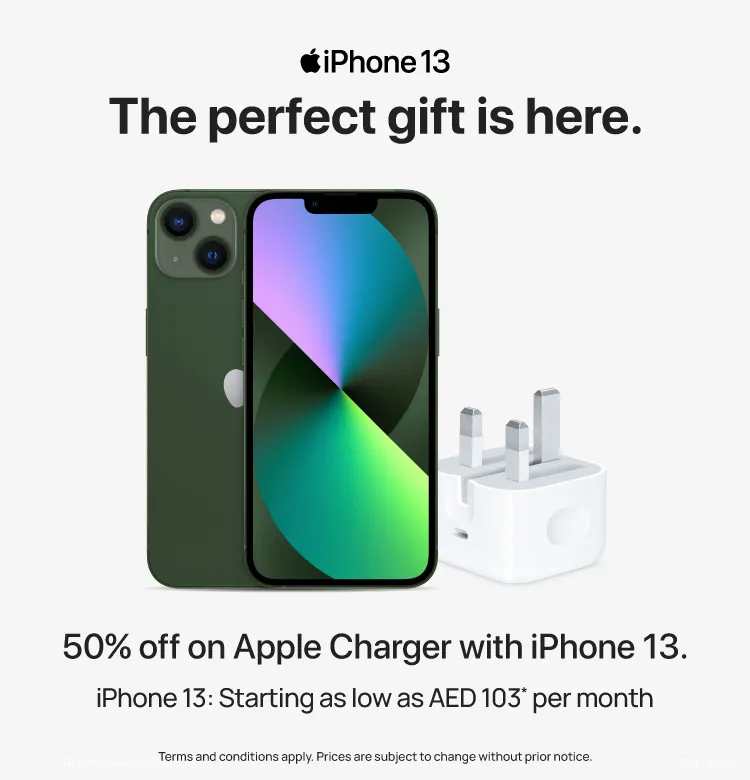 iPhone 13
The perfect gift is here.
50% off on Apple Charger with iPhone 13.
iPhone 13: Starting as low as AED 103* per month
Terms and conditions apply. Prices are subject to change without prior notice.